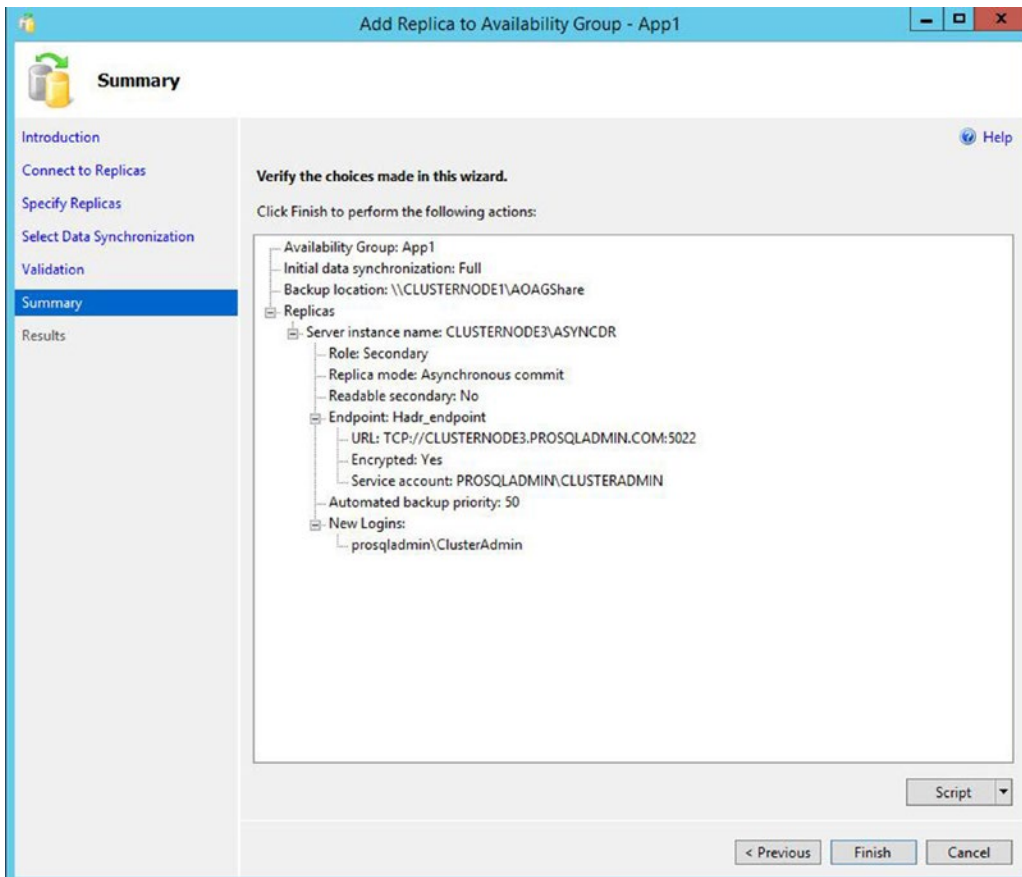 Add Replica to Availability Group - App1
Summary
Introduction
Connect to Replicas
Specify Replicas
Select Data Synchronization
Validation
Summary
Results
Help
Verify the choices made in this wizard.
Click Finish to perform the following actions:
Availability Group: App1
Initial data synchronization: Full
Backup location: \\CLUSTERNODE1\AOAGShare
Replicas
Server instance name: CLUSTERNODE3\ASYNCDR
Role: Secondary
Replica mode: Asynchronous commit
Readable secondary: No
Endpoint: Hadr_endpoint
URL: TCP://CLUSTERNODE3.PROSQLADMIN.COM:5022
Encrypted: Yes
Service account: PROSQLADMIN\CLUSTERADMIN
Automated backup priority: 50
New Logins:
prosqladmin\ClusterAdmin
Script
< Previous Finish Cancel